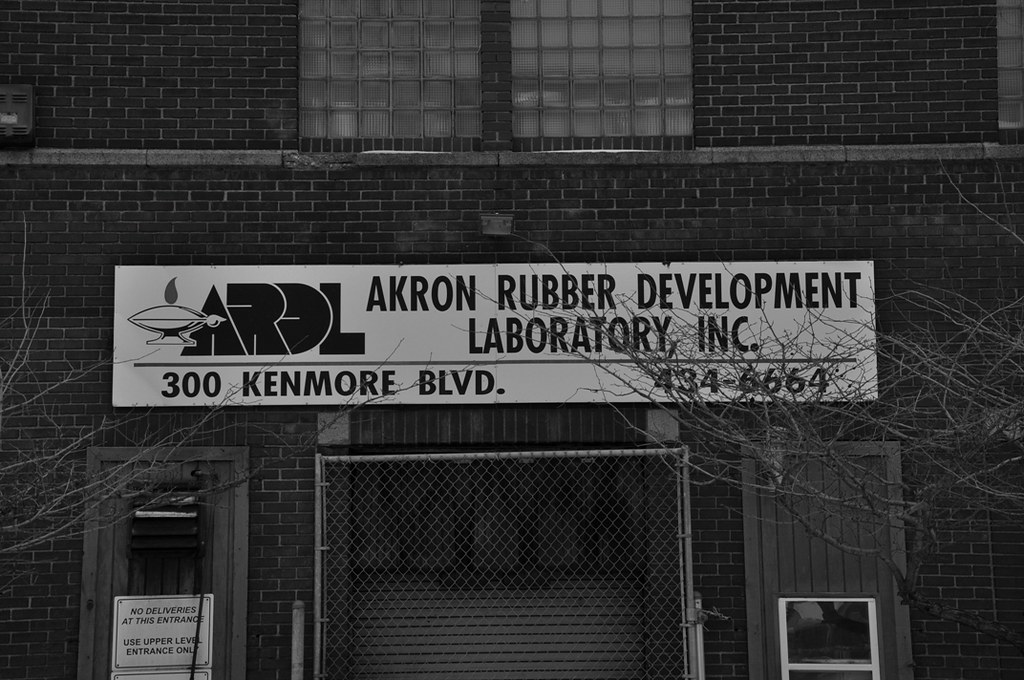 ARDL
AKRON RUBBER DEVELOPMENT
LABORATORY, INC.
300 KENMORE BLVD. 434-6664
NO DELIVERIES
AT THIS ENTRANCE
USE UPPER LEVEL
ENTRANCE ONLY